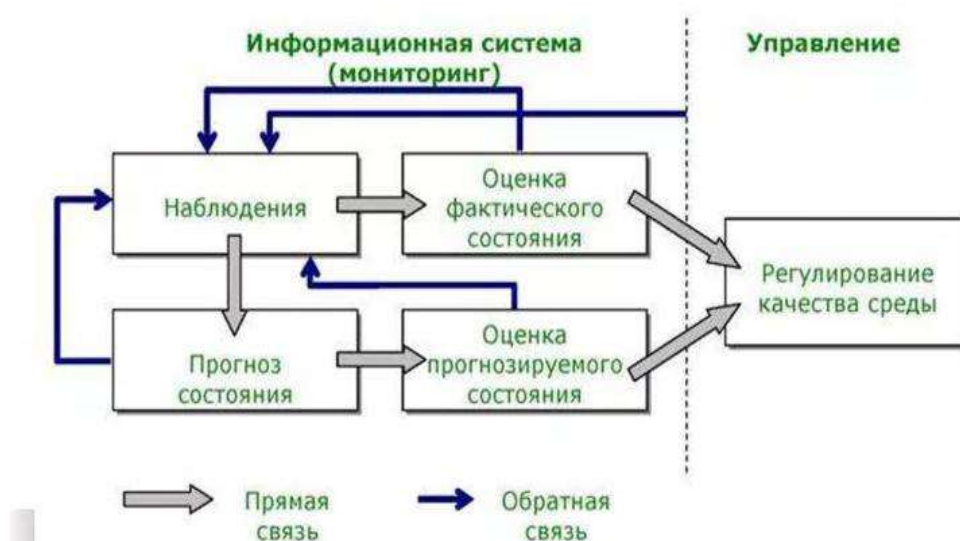 Информационная система
(мониторинг)
Управление
Наблюдения
Оценка
фактического
состояния
Регулирование
качества среды
Прогноз
состояния
Оценка
прогнозируемого
состояния
Прямая
связь
Обратная
связь